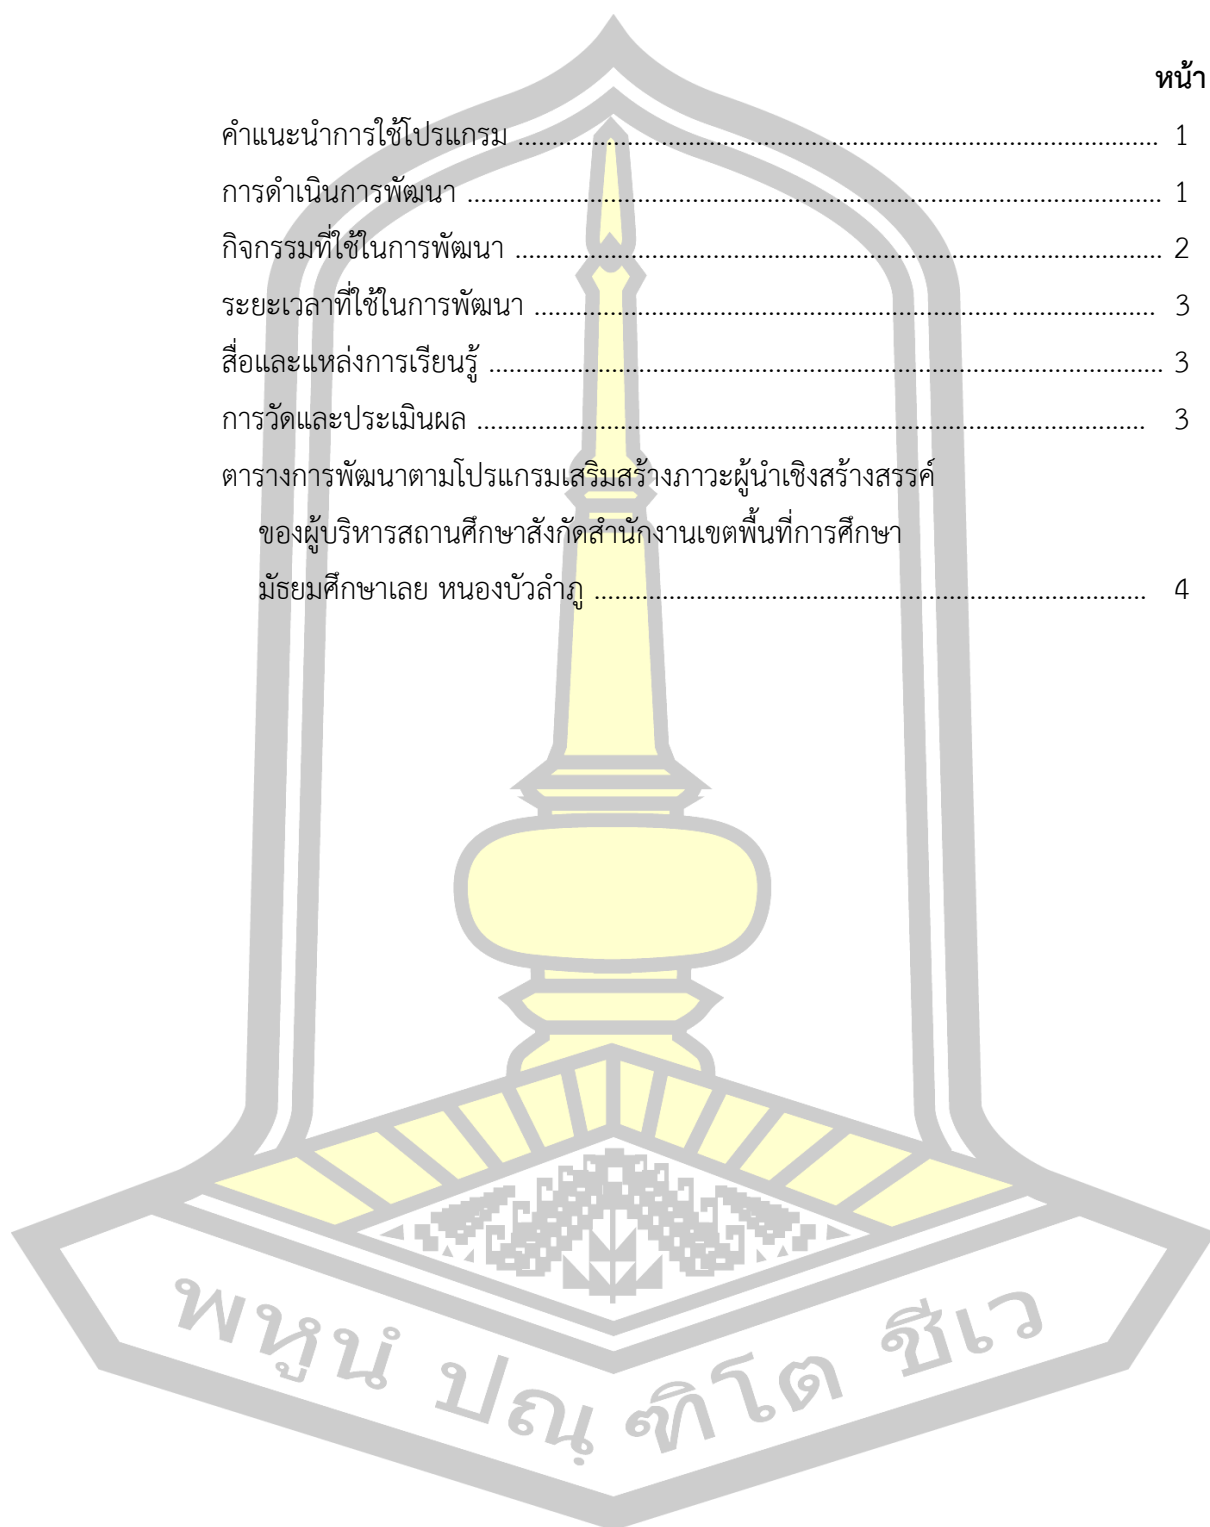 หน้า
คำแนะนำการใช้โปรแกรม ............................................................................................... 1
การดำเนินการพัฒนา ....................................................................................................... 1
กิจกรรมที่ใช้ในการพัฒนา ................................................................................................ 2
ระยะเวลาที่ใช้ในการพัฒนา ............................................................................................ 3
สื่อและแหล่งการเรียนรู้ .................................................................................................... 3
การวัดและประเมินผล ................................................................................................... 3
ตารางการพัฒนาตามโปรแกรมเสริมสร้างภาวะผู้นำเชิงสร้างสรรค์
ของผู้บริหารสถานศึกษาสังกัดสำนักงานเขตพื้นที่การศึกษา
มัธยมศึกษาเลย หนองบัวลำภู .................................................................................. 4
พหูนํ ปณฺฑิโต ชีเว